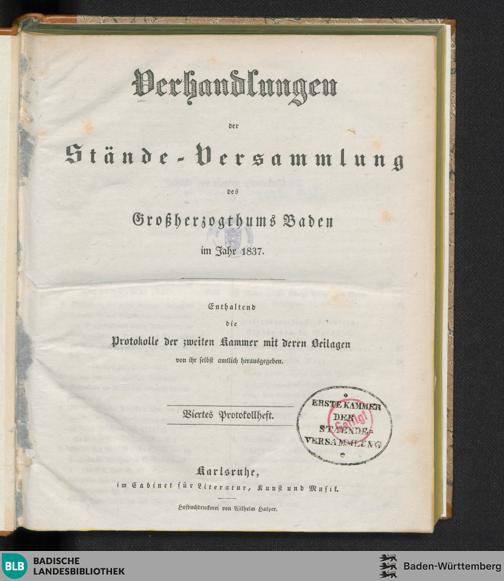 Verhandlungen
der
Stände-Versammlung
des
Großherzogthums Baden
im Jahr 1837.
Enthaltend
die
Protokolle der zweiten Kammer mit deren Beilagen
von ihr selbst amtlich herausgegeben.
Viertes Protokollheft.
ERSTE KAMMER
DER
STAENDE-
VERSAMMLUNG
Karlsruhe,
im Cabinet für Literatur, Kunst und Musik.
Hofbuchdruckerei von Wilhelm Hasper.
BLB BADISCHE
LANDESBIBLIOTHEK
Baden-Württemberg